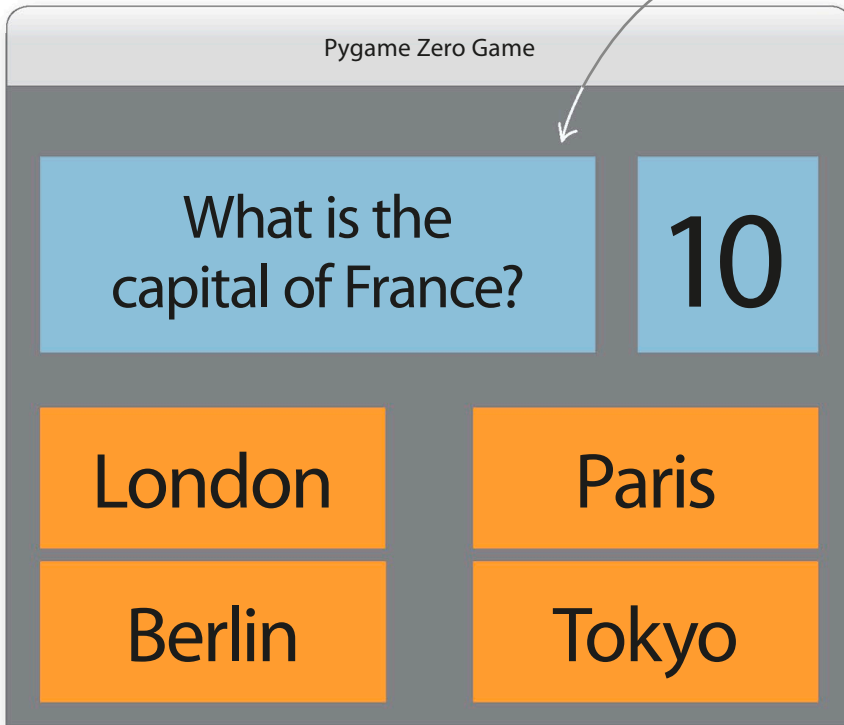 Pygame Zero Game
What is the
capital of France?
10
London
Paris
Berlin
Tokyo